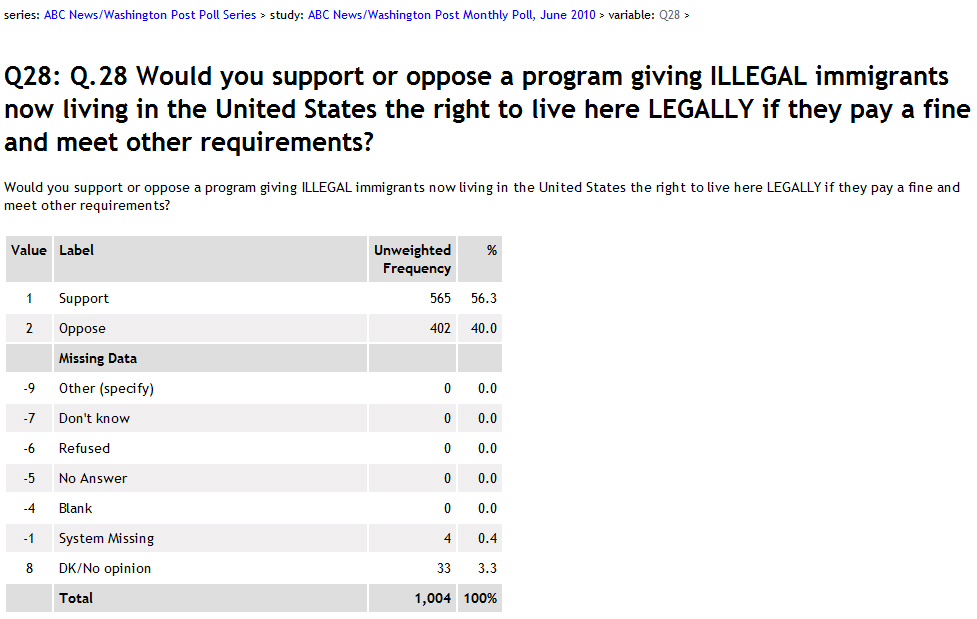 series: ABC News/Washington Post Poll Series > study: ABC News/Washington Post Monthly Poll, June 2010 > variable: Q28 >
Q28: Q.28 Would you support or oppose a program giving ILLEGAL immigrants
now living in the United States the right to live here LEGALLY if they pay a fine
and meet other requirements?
Would you support or oppose a program giving ILLEGAL immigrants now living in the United States the right to live here LEGALLY if they pay a fine and
meet other requirements?
Value Label Unweighted Frequency %
1 Support 565 56.3
2 Oppose 402 40.0
Missing Data
-9 Other (specify) 0 0.0
-7 Don't know 0 0.0
-6 Refused 0 0.0
-5 No Answer 0 0.0
-4 Blank 0 0.0
-1 System Missing 4 0.4
8 DK/No opinion 33 3.3
Total 1,004 100%